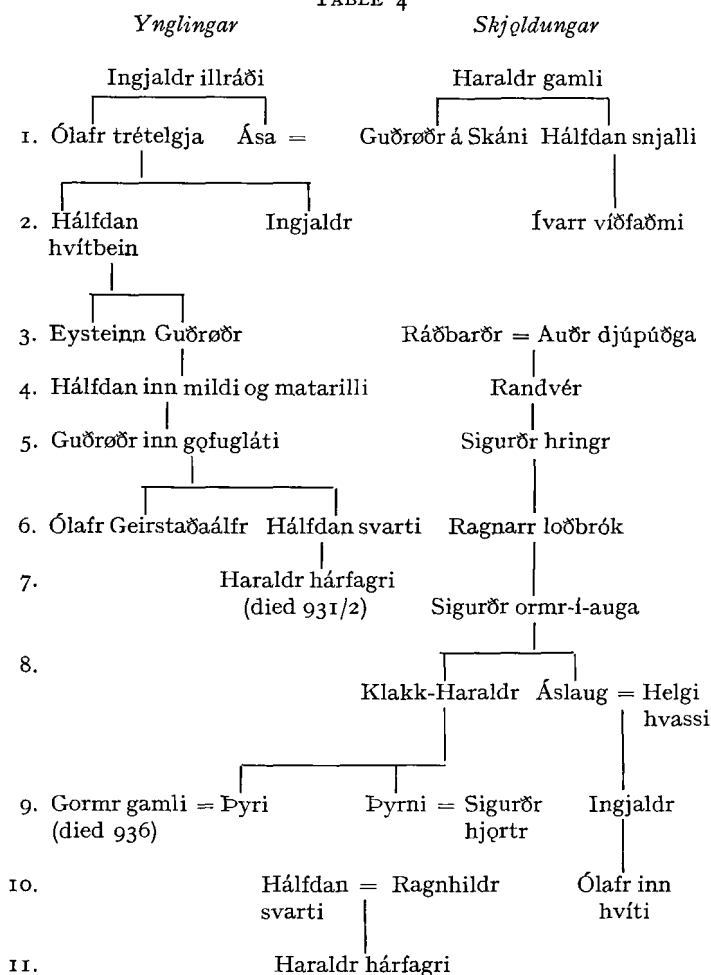 TABLE 4
Ynglingar Skjǫldungar
Ingjaldr illráði Haraldr gamli
1. Ólafr trételgja Ása = Guðrøðr á Skáni Hálfdan snjalli
2. Hálfdan hvítbein Ingjaldr Ívarr víðfaðmi
3. Eysteinn Guðrøðr Ráðbarðr = Auðr djúpúðga
4. Hálfdan inn mildi og matarilli Randvér
5. Guðrøðr inn gǫfugláti Sigurðr hringr
6. Ólafr Geirstaðaálfr Hálfdan svarti Ragnarr loðbrók
7. Haraldr hárfagri
(died 931/2) Sigurðr ormr-í-auga
8.
Klakk-Haraldr Áslaug = Helgi
hvassi
9. Gormr gamli = Þyri Þyrni = Sigurðr Ingjaldr
(died 936) hjǫrtr
10. Hálfdan = Ragnhildr Ólafr inn
svarti hvíti
11. Haraldr hárfagri